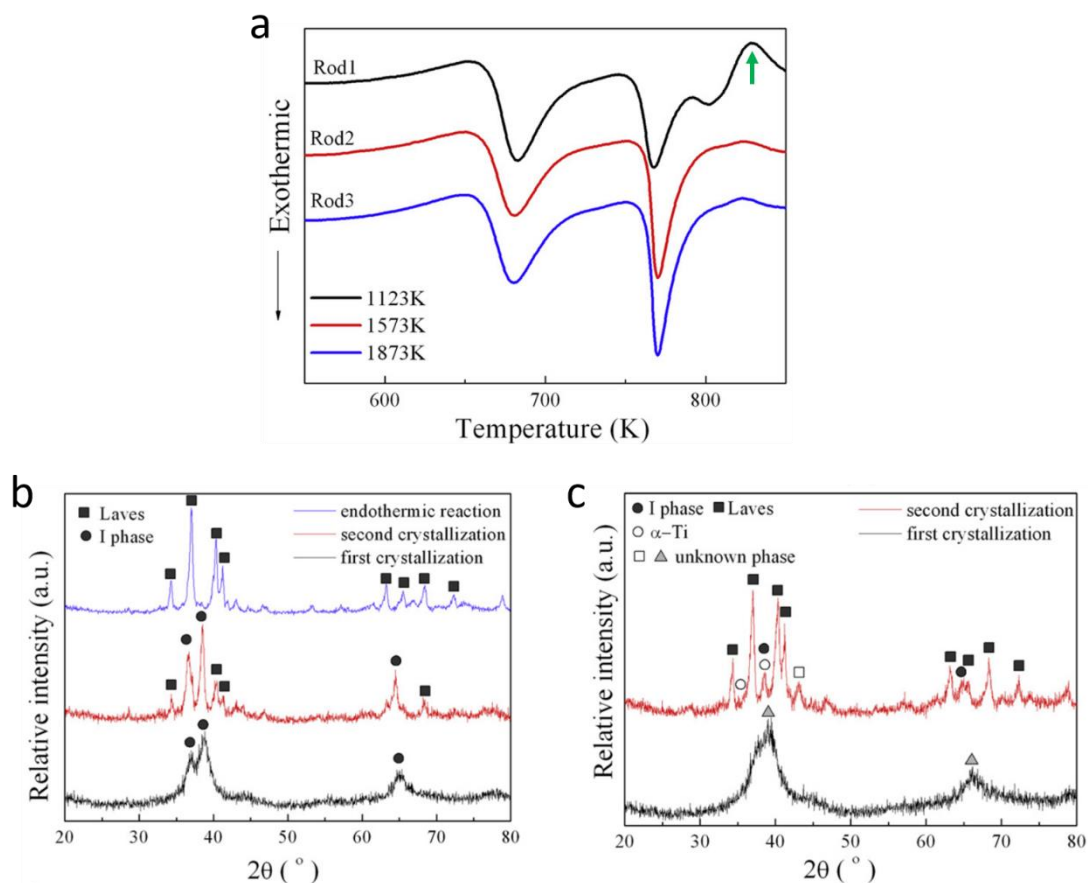 a
Exothermic
Rod1
Rod2
Rod3
1123K
1573K
1873K
600
700
800
Temperature (K)
b
Relative intensity (a.u.)
Laves
I phase
endothermic reaction
second crystallization
first crystallization
20
30
40
50
60
70
80
2θ ( ° )
c
Relative intensity (a.u.)
I phase
Laves
α-Ti
unknown phase
second crystallization
first crystallization
20
30
40
50
60
70
80
2θ ( ° )